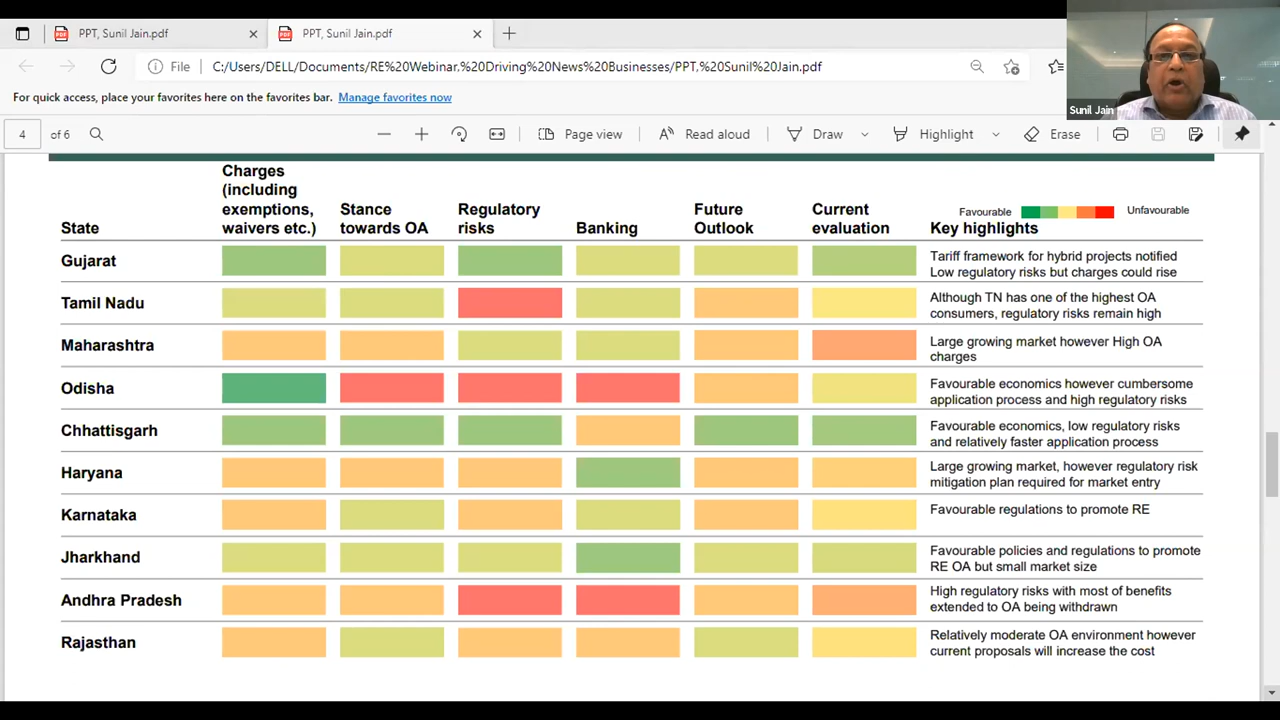 PPT, Sunil Jain.pdf
PPT, Sunil Jain.pdf
File C:/Users/DELL/Documents/RE%20Webinar,%20Driving%20News%20Businesses/PPT,%20Sunil%20Jain.pdf
Sunil Jain
For quick access, place your favorites here on the favorites bar. Manage favorites now
4 of 6 Page view Read aloud Draw Highlight Erase
Charges
(including
exemptions,
waivers etc.)
State
Stance
towards OA
Regulatory
risks
Banking
Future
Outlook
Current
evaluation
Favourable Unfavourable
Key highlights
Gujarat
Tariff framework for hybrid projects notified
Low regulatory risks but charges could rise
Tamil Nadu
Although TN has one of the highest OA
consumers, regulatory risks remain high
Maharashtra
Large growing market however High OA
charges
Odisha
Favourable economics however cumbersome
application process and high regulatory risks
Chhattisgarh
Favourable economics, low regulatory risks
and relatively faster application process
Haryana
Large growing market, however regulatory risk
mitigation plan required for market entry
Karnataka
Favourable regulations to promote RE
Jharkhand
Favourable policies and regulations to promote
RE OA but small market size
Andhra Pradesh
High regulatory risks with most of benefits
extended to OA being withdrawn
Rajasthan
Relatively moderate OA environment however
current proposals will increase the cost